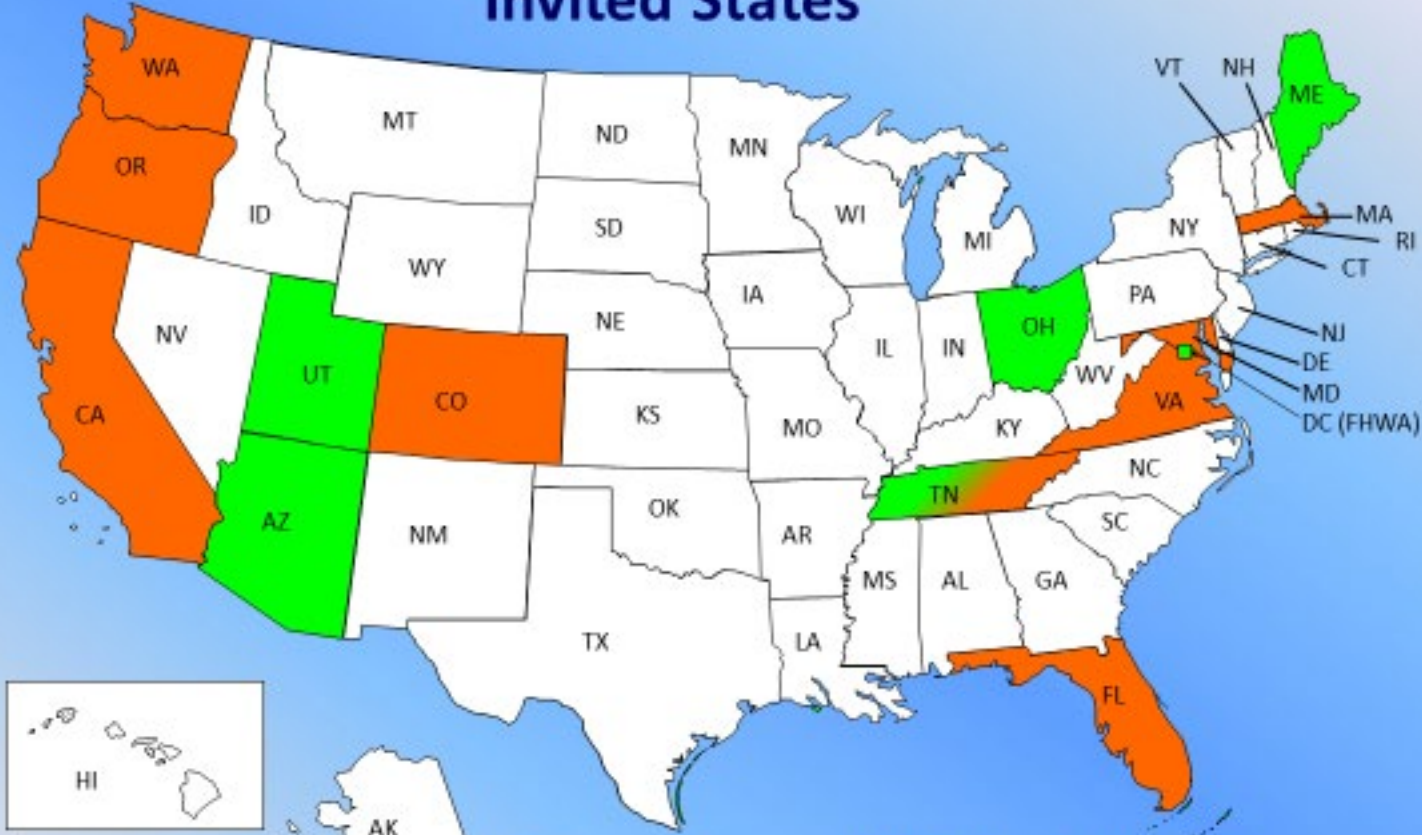 Invited States
WA
MT
ND
MN
VT
NH
ME
OR
ID
SD
WI
MI
NY
MA
RI
CT
WY
IA
PA
NV
NE
IL
IN
OH
NJ
UT
CO
KS
MO
WV
DE
MD
VA
DC (FHWA)
CA
KY
NC
AZ
NM
OK
AR
TN
SC
MS
AL
GA
TX
LA
FL
HI
AK